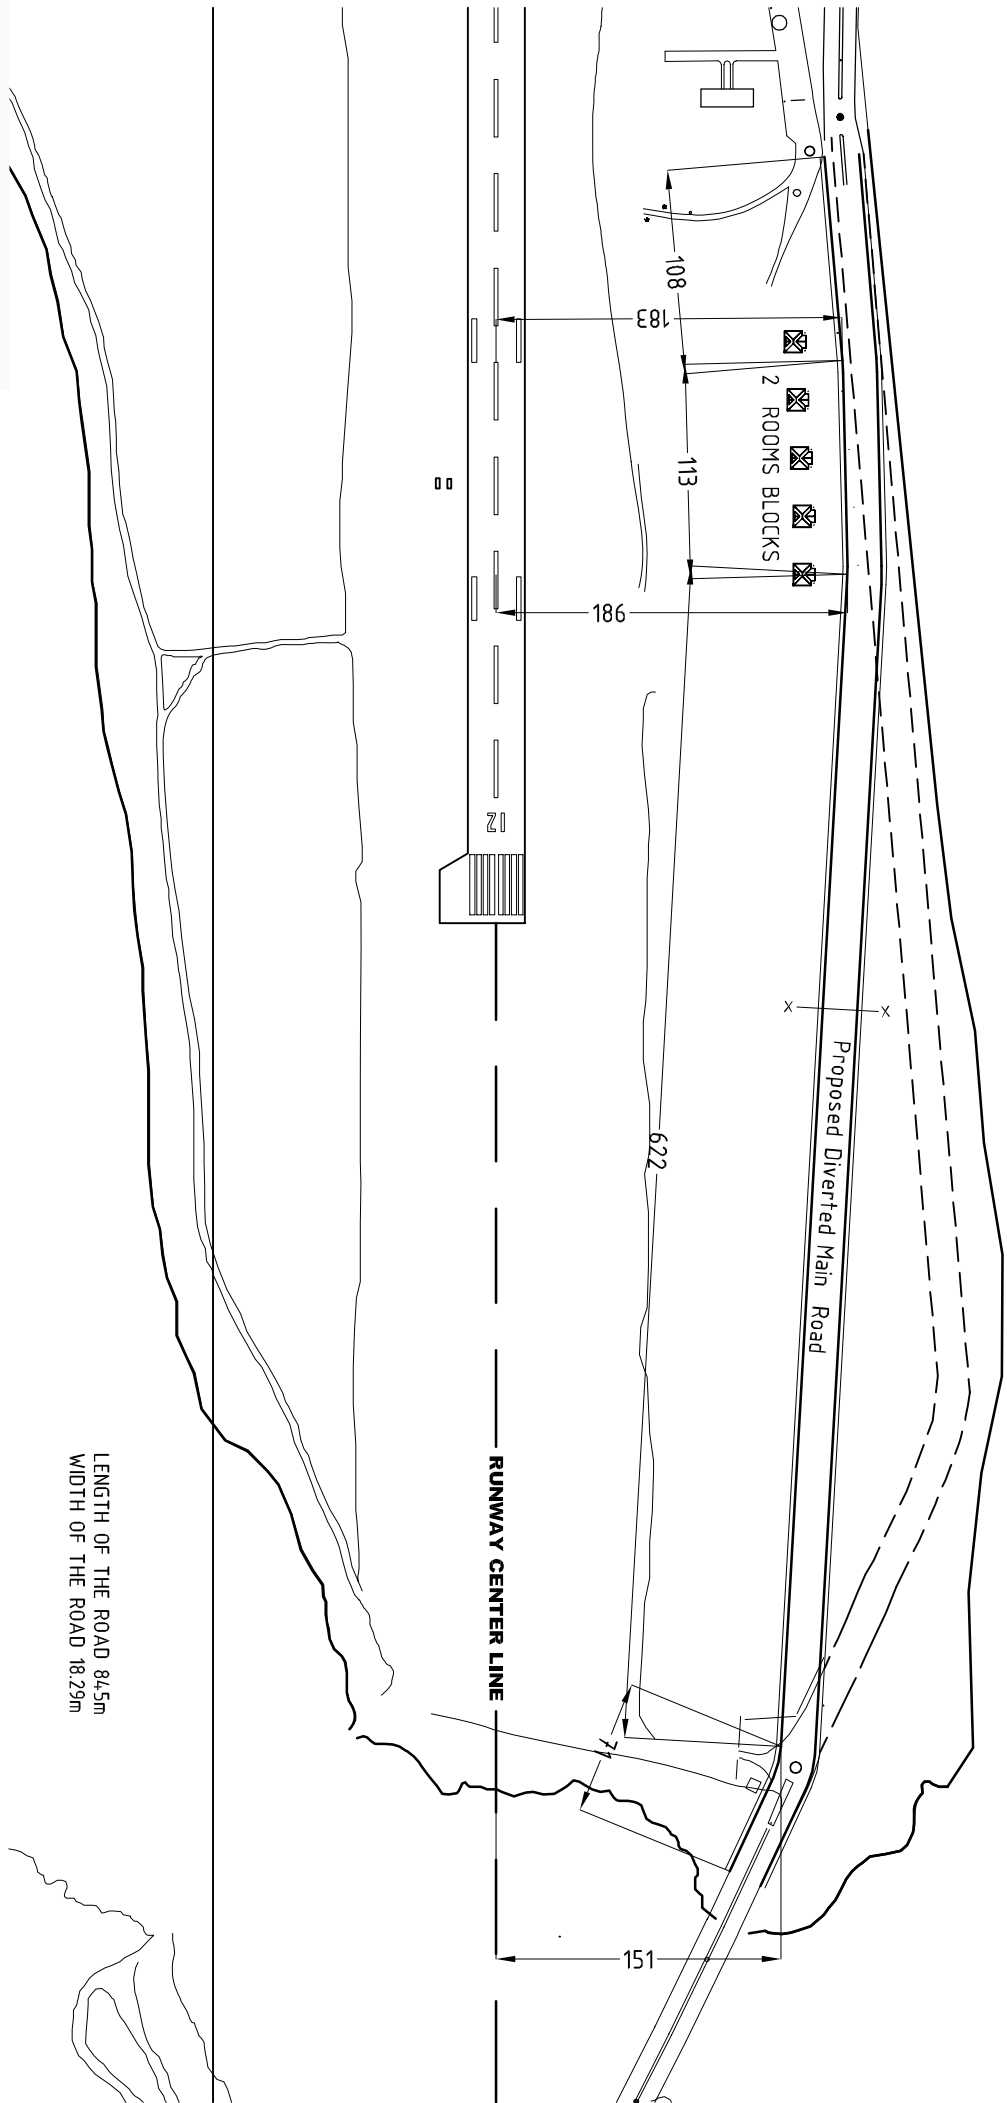 108
183
2 ROOMS BLOCKS
113
186
12
X
X
Proposed Diverted Main Road
622
RUNWAY CENTER LINE
LENGTH OF THE ROAD 845m
WIDTH OF THE ROAD 18.29m
71
151